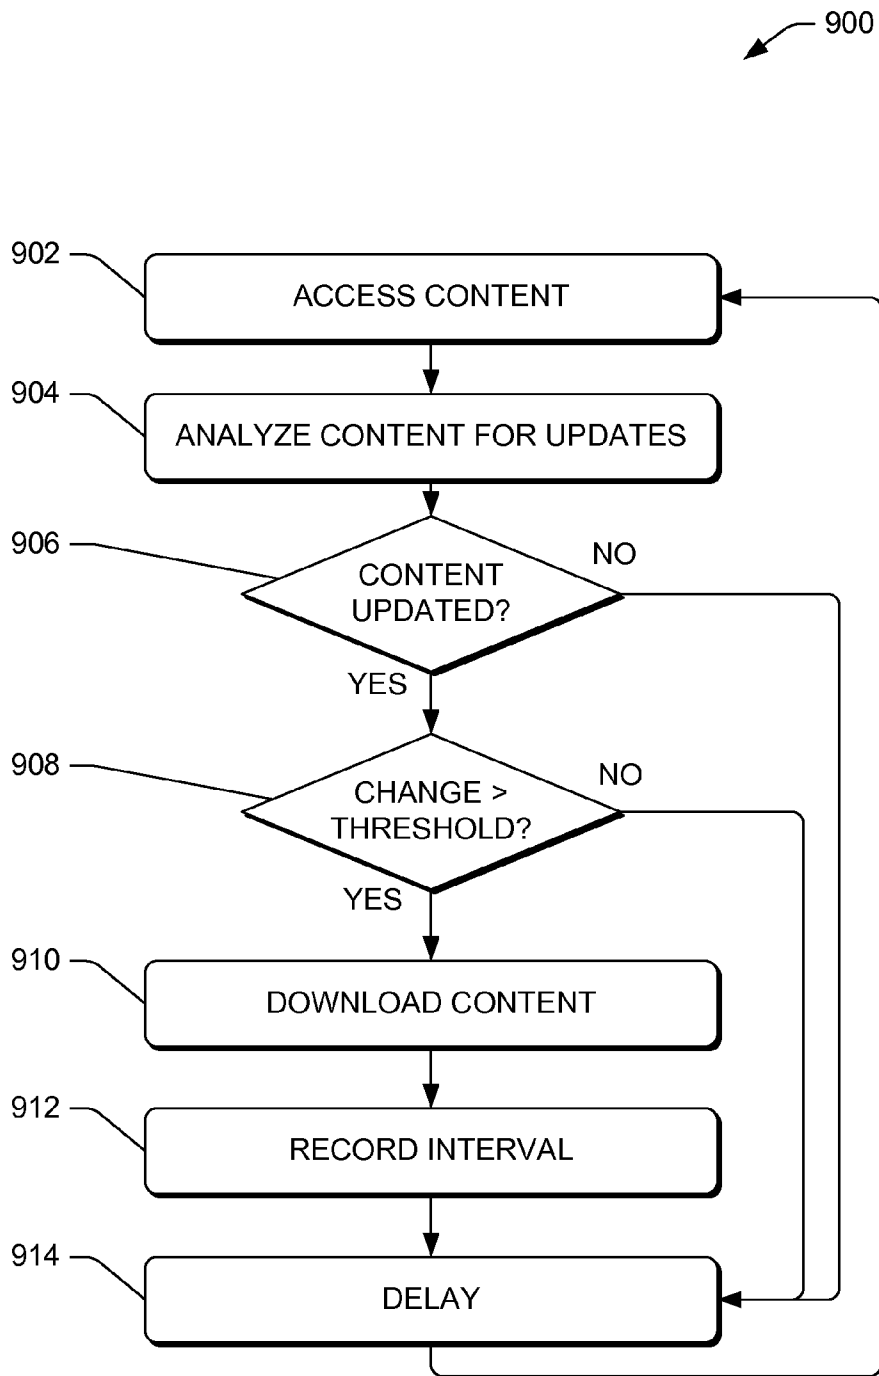 900
902
ACCESS CONTENT
904
ANALYZE CONTENT FOR UPDATES
906
CONTENT
UPDATED?
NO
YES
908
CHANGE >
THRESHOLD?
NO
YES
910
DOWNLOAD CONTENT
912
RECORD INTERVAL
914
DELAY